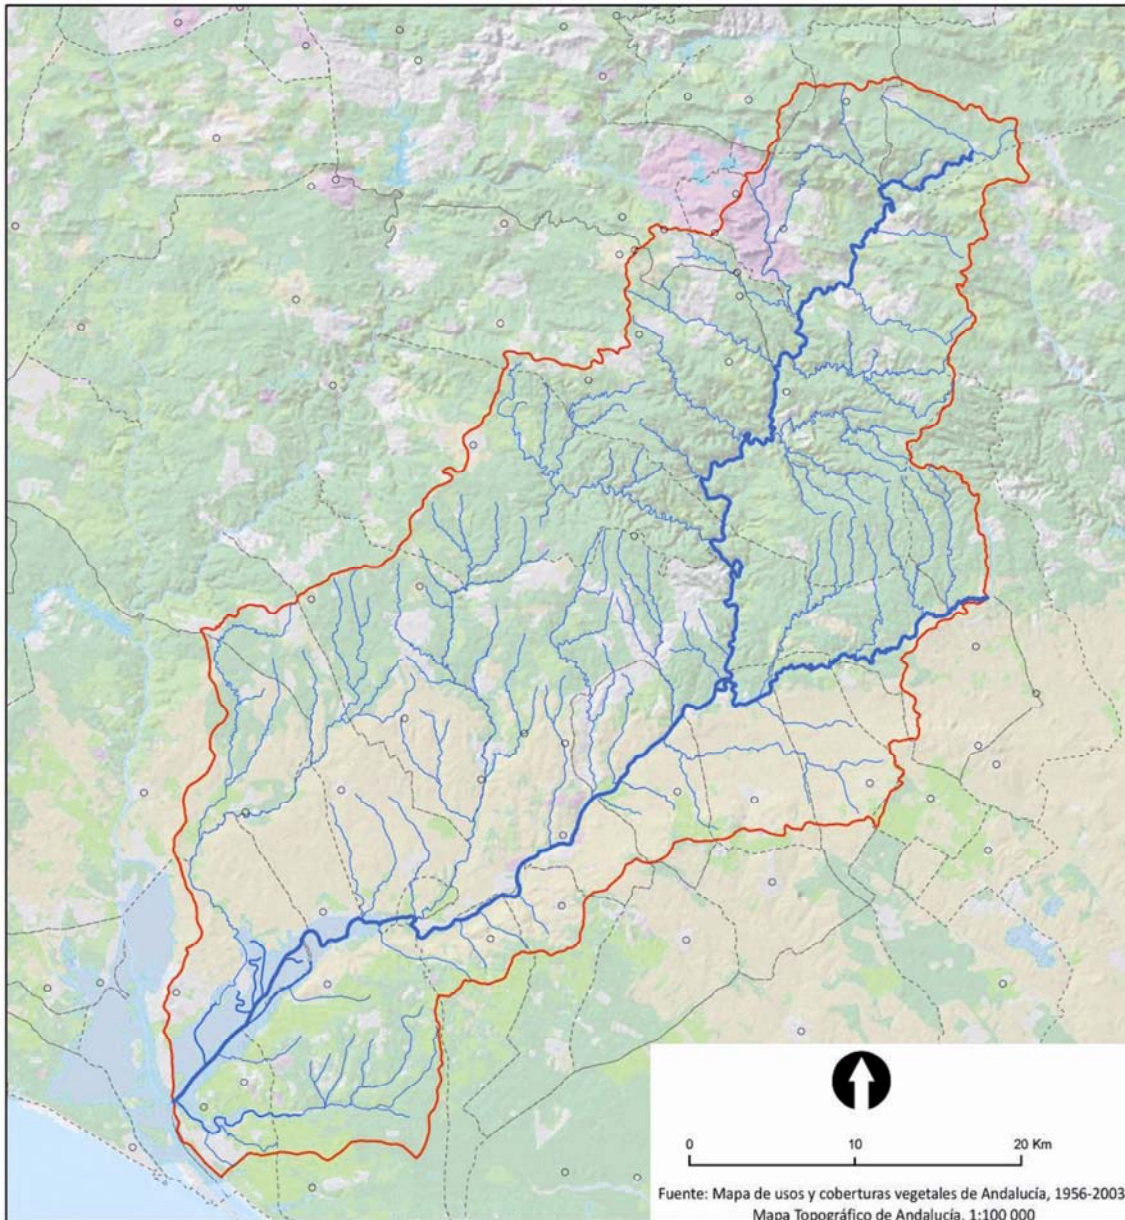 0 10 20 Km
Fuente: Mapa de usos y coberturas vegetales de Andalucía, 1956-2003
Mapa Topográfico de Andalucía, 1:100 000